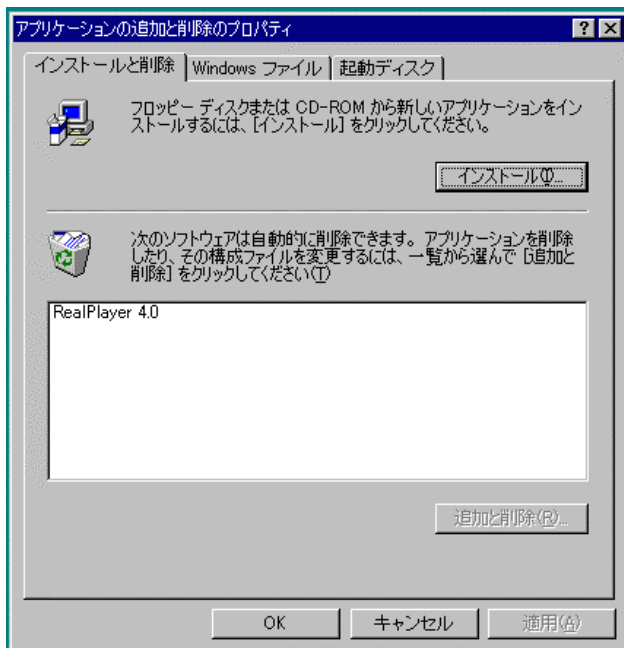 アプリケーションの追加と削除のプロパティ
インストールと削除 Windows ファイル 起動ディスク
フロッピー ディスクまたは CD-ROM から新しいアプリケーションをイン
ストールするには、[インストール] をクリックしてください。
インストール(I)...
次のソフトウェアは自動的に削除できます。アプリケーションを削除
したり、その構成ファイルを変更するには、一覧から選んで [追加と
削除] をクリックしてください(T)
RealPlayer 4.0
追加と削除(R)...
OK キャンセル 適用(A)